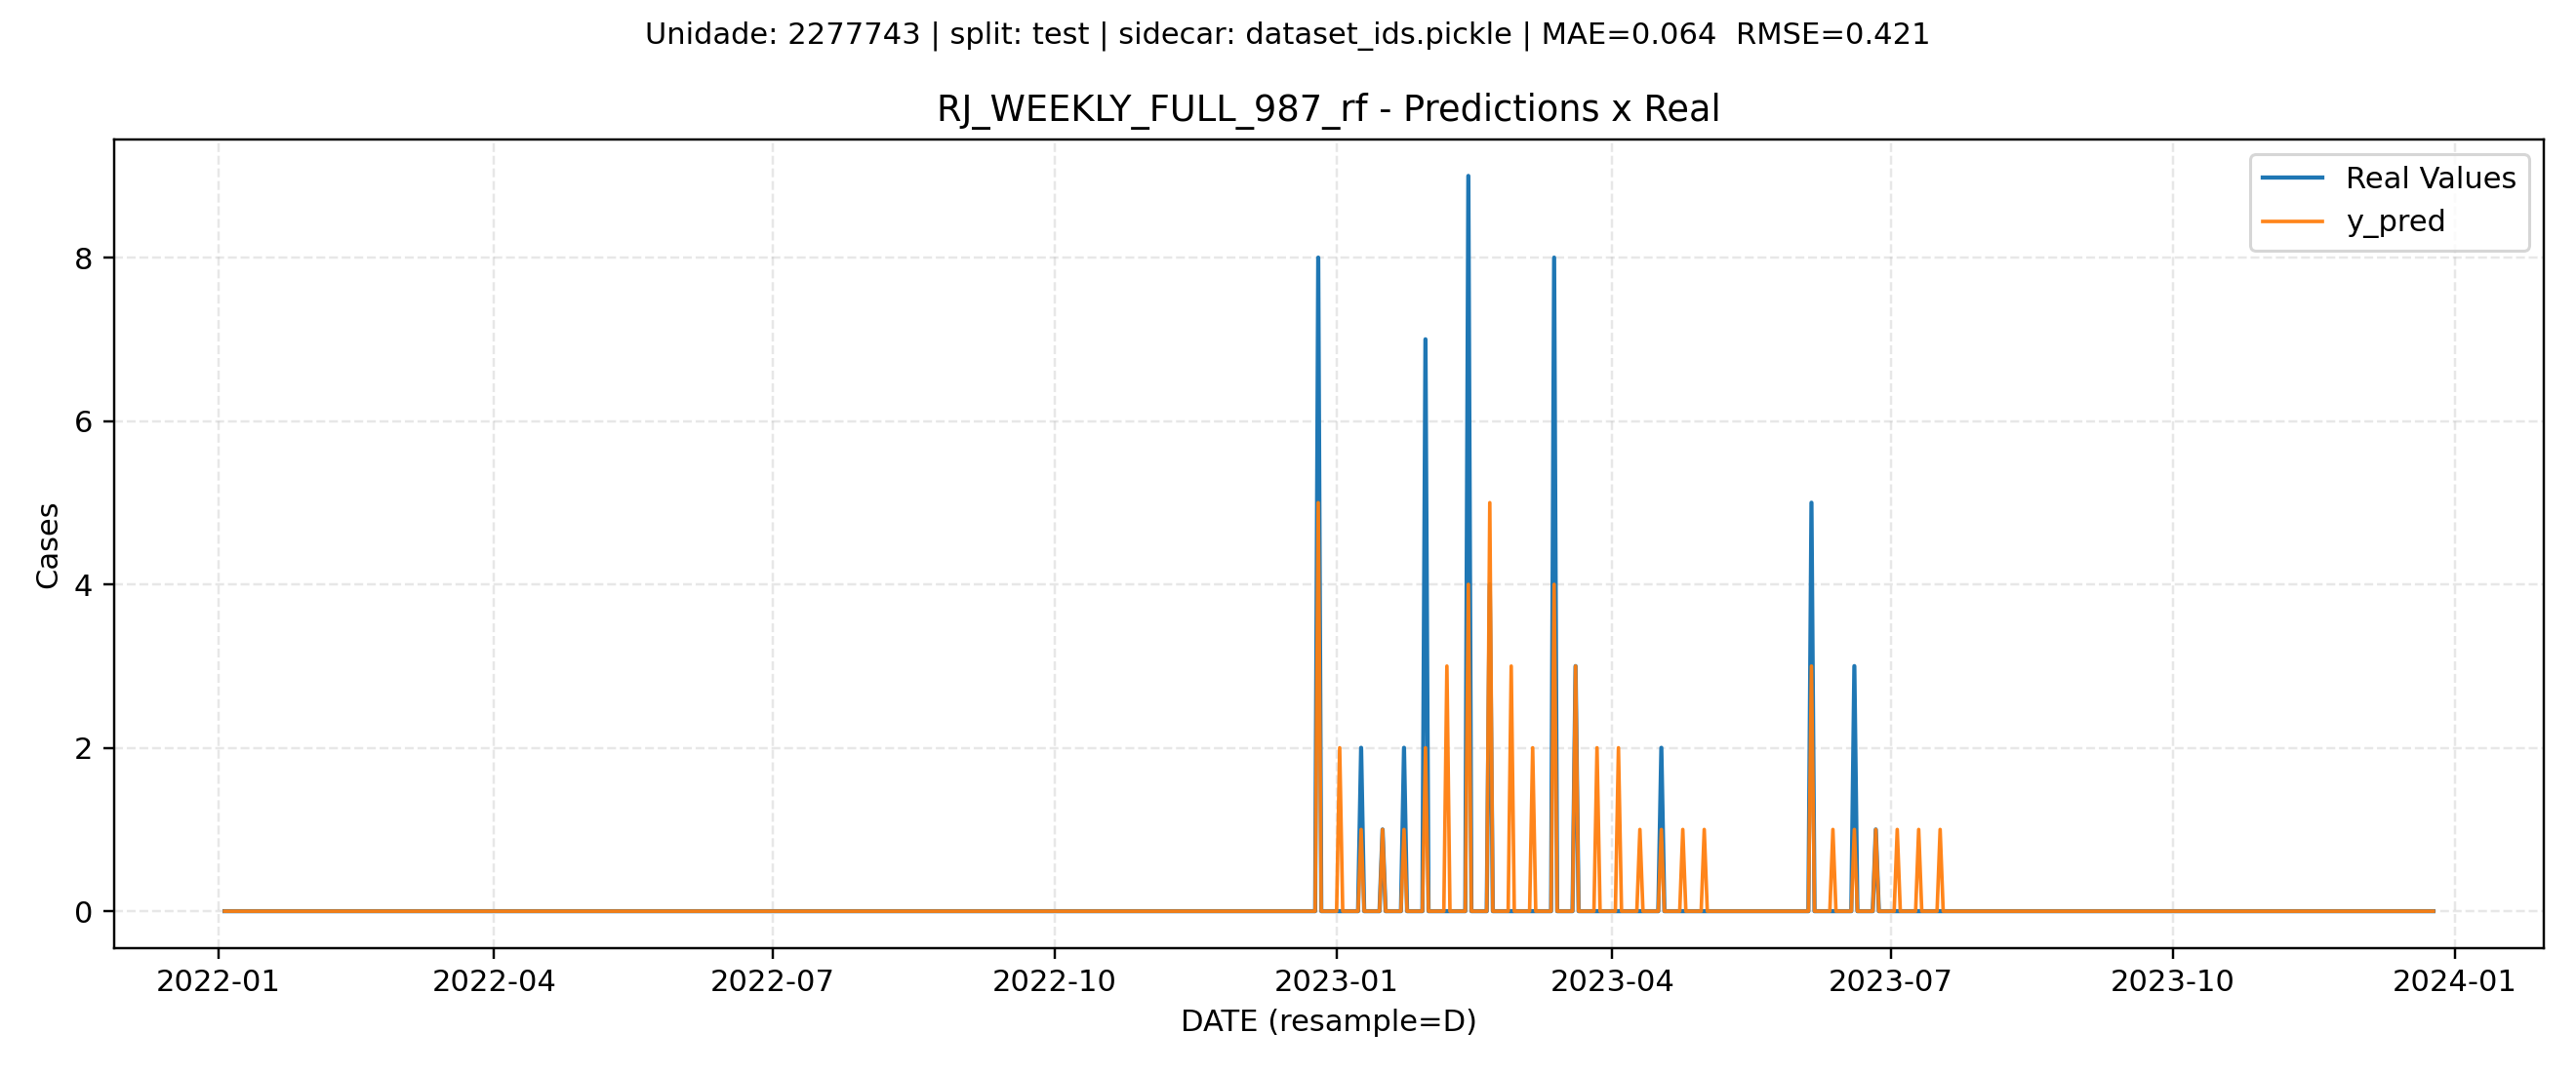 Unidade: 2277743 | split: test | sidecar: dataset_ids.pickle | MAE=0.064  RMSE=0.421
RJ_WEEKLY_FULL_987_rf - Predictions x Real
Real Values
y_pred
Cases
8
6
4
2
0
2022-01
2022-04
2022-07
2022-10
2023-01
2023-04
2023-07
2023-10
2024-01
DATE (resample=D)